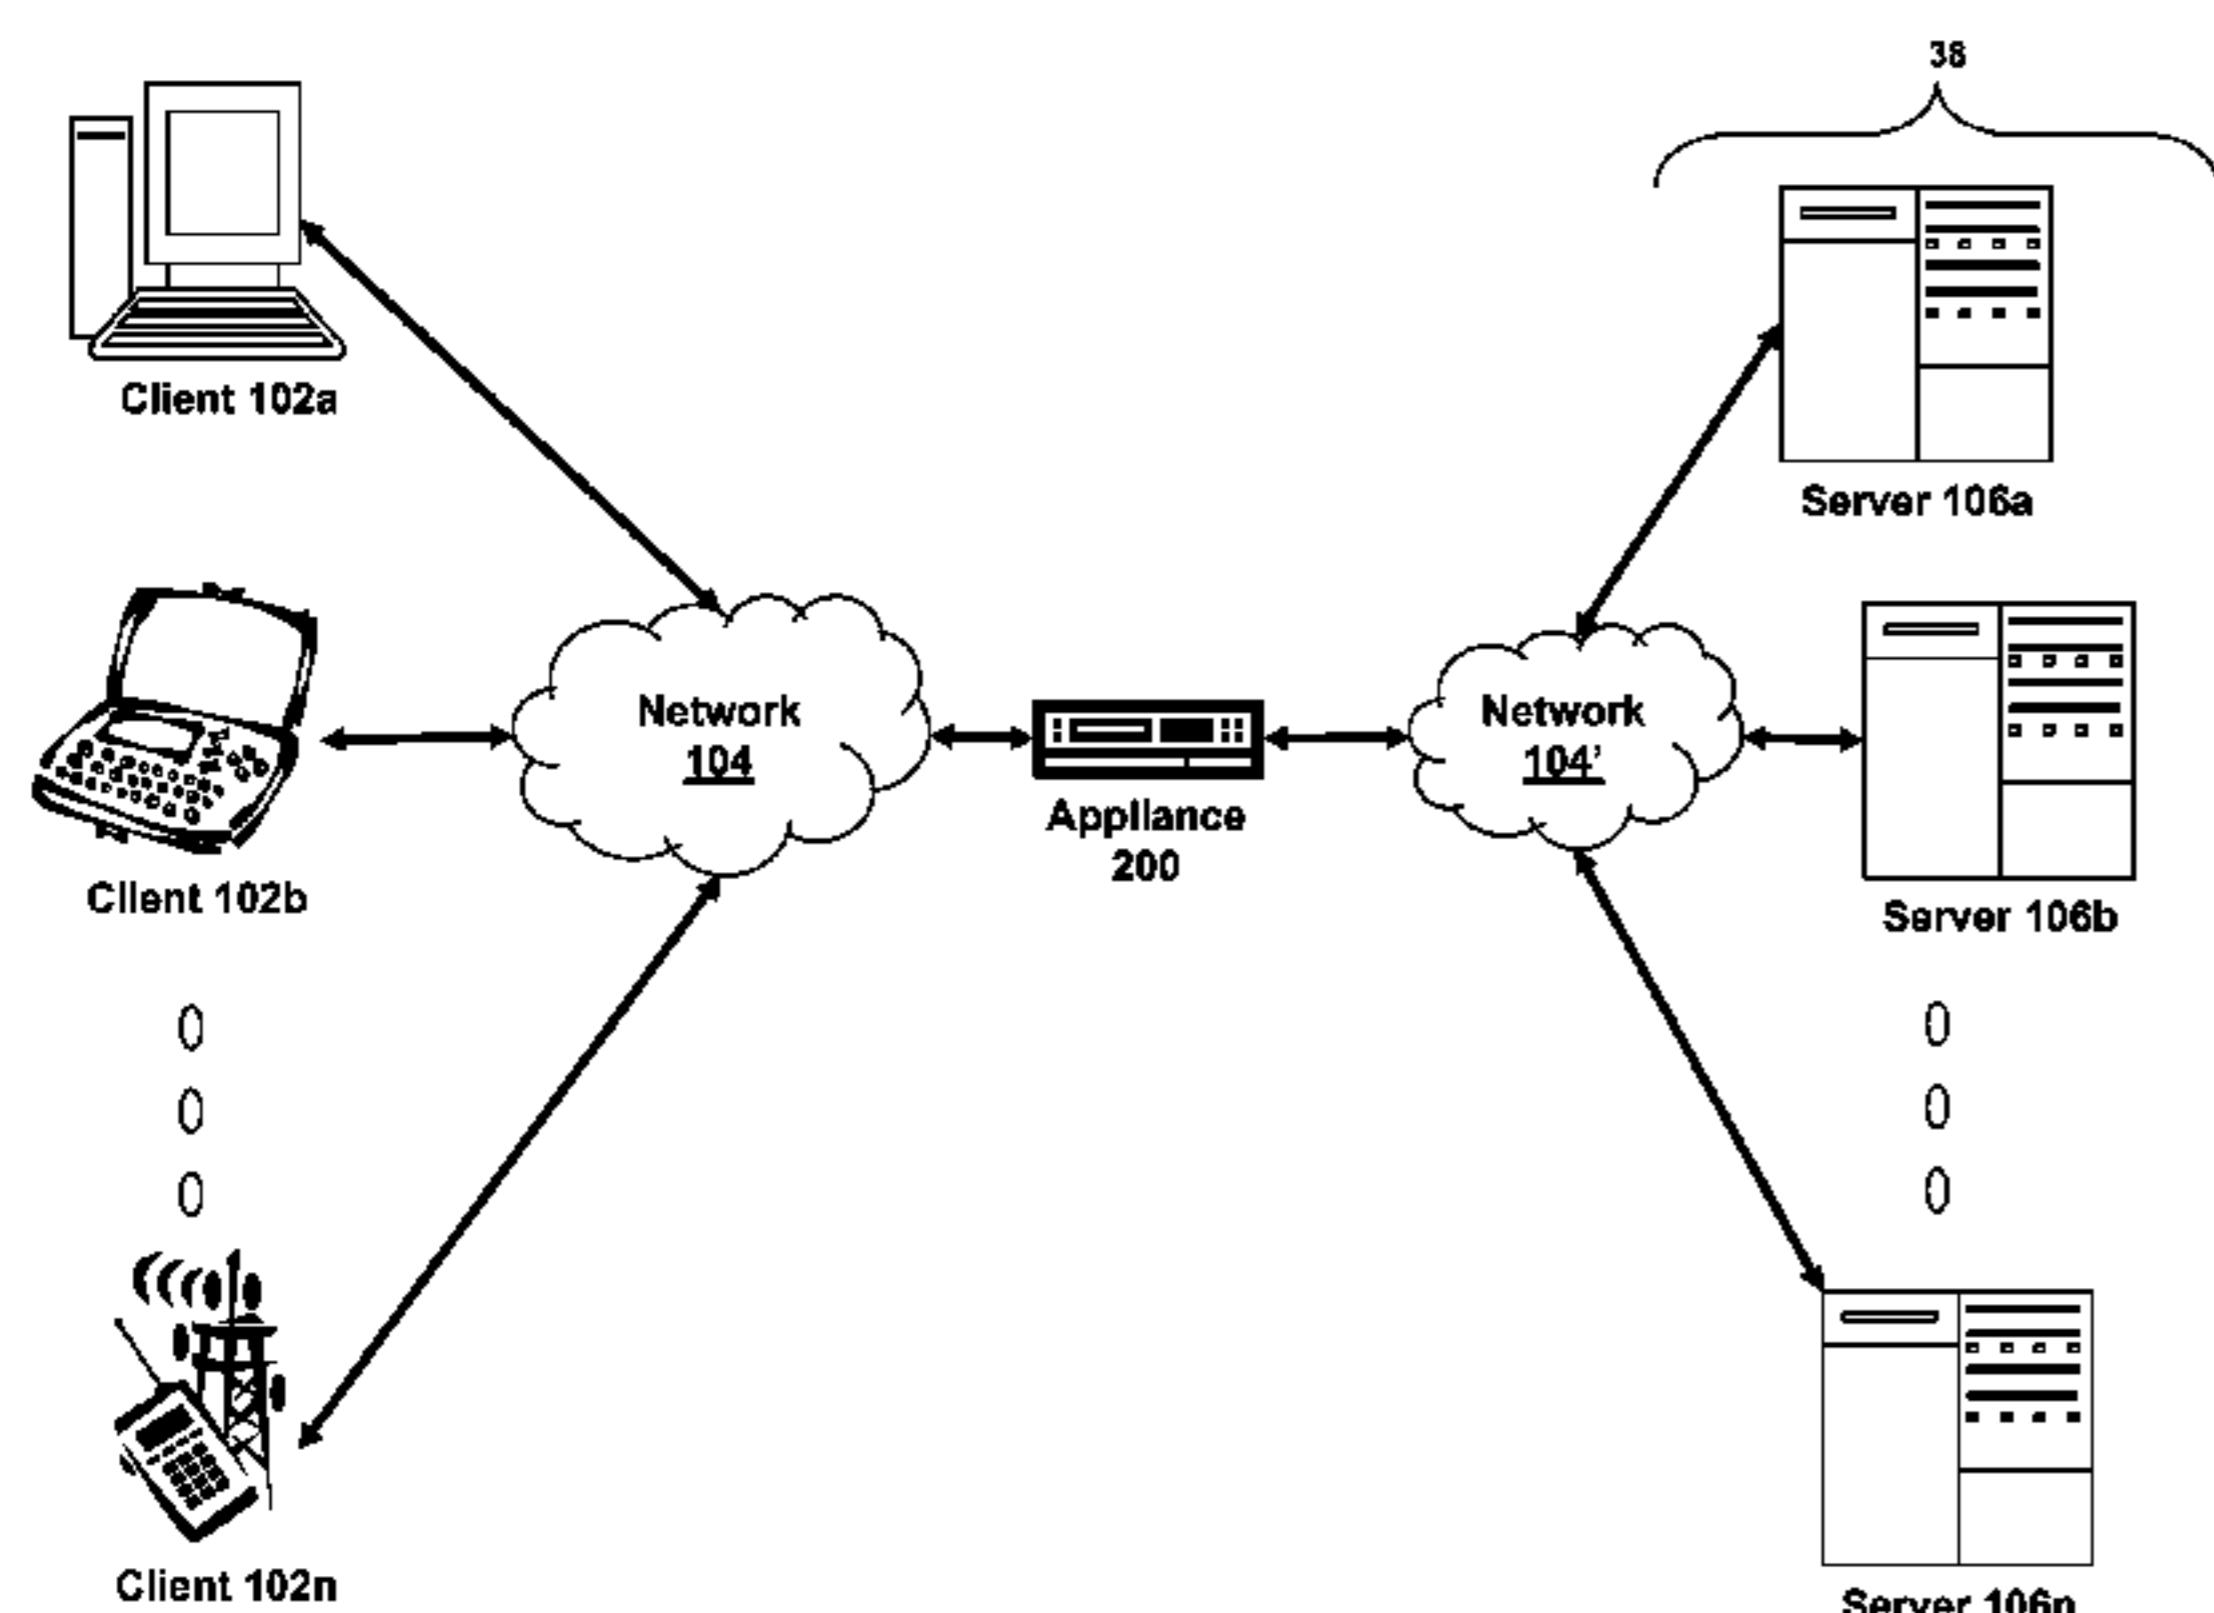 38
Client 102a
Server 106a
Network
104
Network
104’
Appliance
200
Client 102b
Server 106b
Client 102n
Server 106n